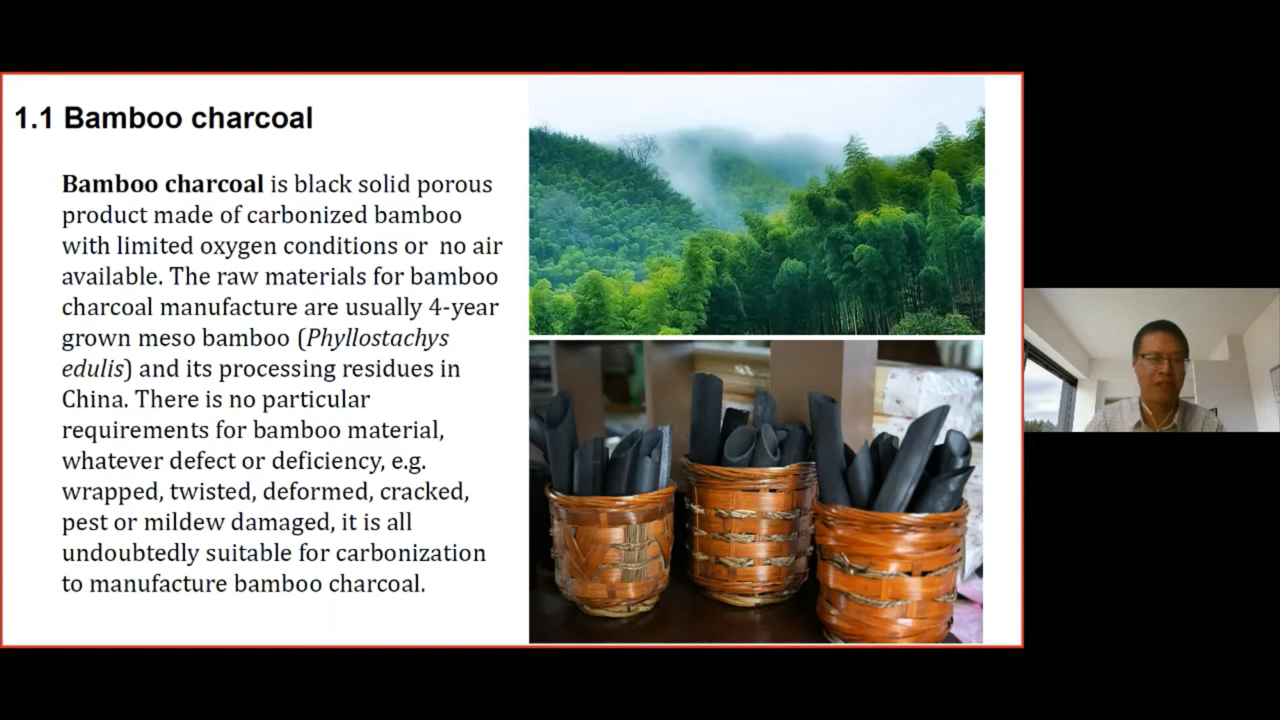 1.1 Bamboo charcoal
Bamboo charcoal is black solid porous
product made of carbonized bamboo
with limited oxygen conditions or  no air
available. The raw materials for bamboo
charcoal manufacture are usually 4-year
grown meso bamboo (Phyllostachys
edulis) and its processing residues in
China. There is no particular
requirements for bamboo material,
whatever defect or deficiency, e.g.
wrapped, twisted, deformed, cracked,
pest or mildew damaged, it is all
undoubtedly suitable for carbonization
to manufacture bamboo charcoal.